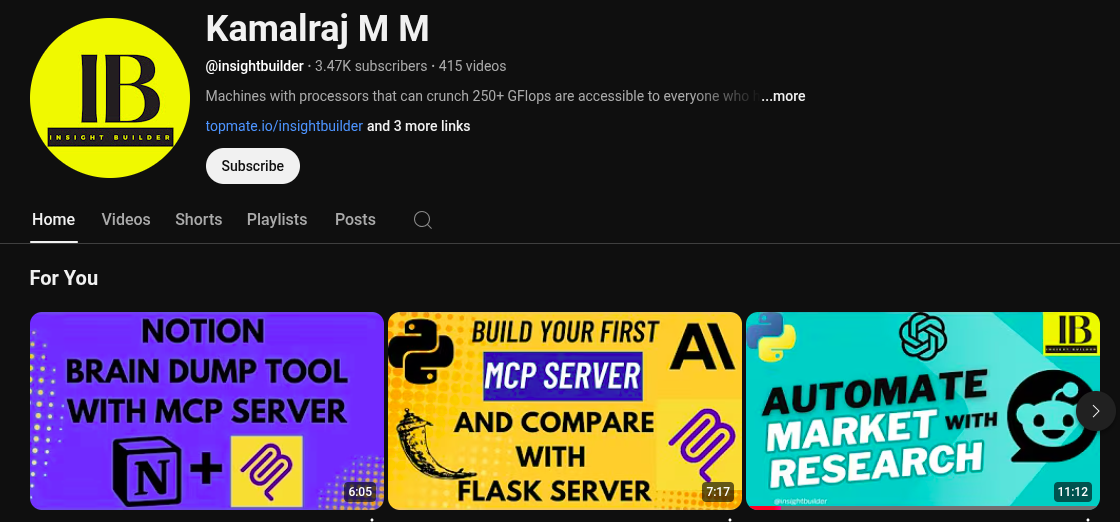 IB
INSIGHT BUILDER
Kamalraj M M
@insightbuilder · 3.47K subscribers · 415 videos
Machines with processors that can crunch 250+ GFlops are accessible to everyone who ...more
topmate.io/insightbuilder and 3 more links
Subscribe
Home Videos Shorts Playlists Posts
For You
NOTION
BRAIN DUMP TOOL
WITH MCP SERVER
N +
6:05
BUILD YOUR FIRST
AI
MCP SERVER
AND COMPARE
WITH
FLASK SERVER
7:17
IB
INSIGHT BUILDER
AUTOMATE
MARKET WITH
RESEARCH
@insightbuilder
11:12